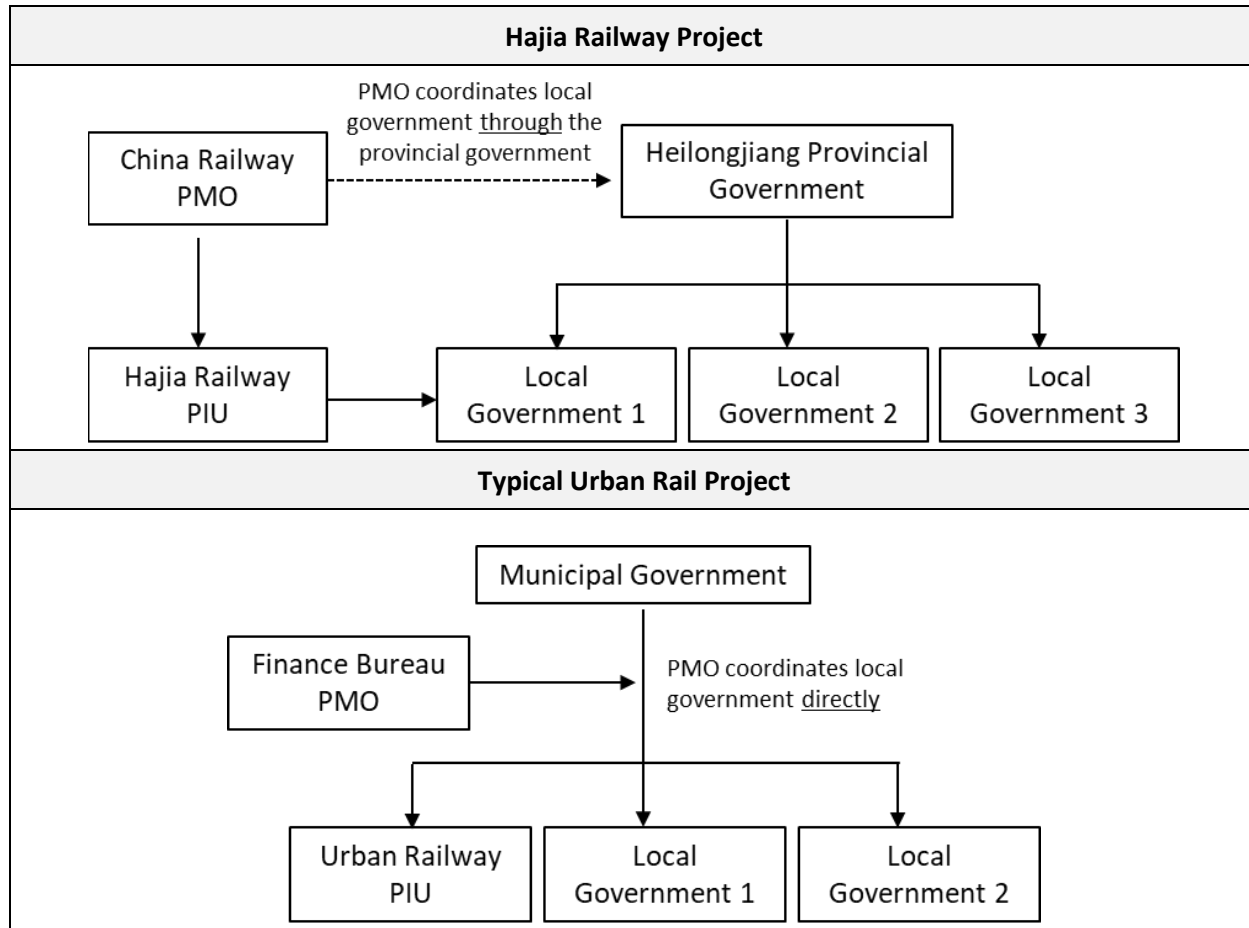 Hajia Railway Project
PMO coordinates local
government through the
provincial government
China Railway
PMO
Heilongjiang Provincial
Government
Hajia Railway
PIU
Local
Government 1
Local
Government 2
Local
Government 3
Typical Urban Rail Project
Municipal Government
Finance Bureau
PMO
PMO coordinates local
government directly
Urban Railway
PIU
Local
Government 1
Local
Government 2